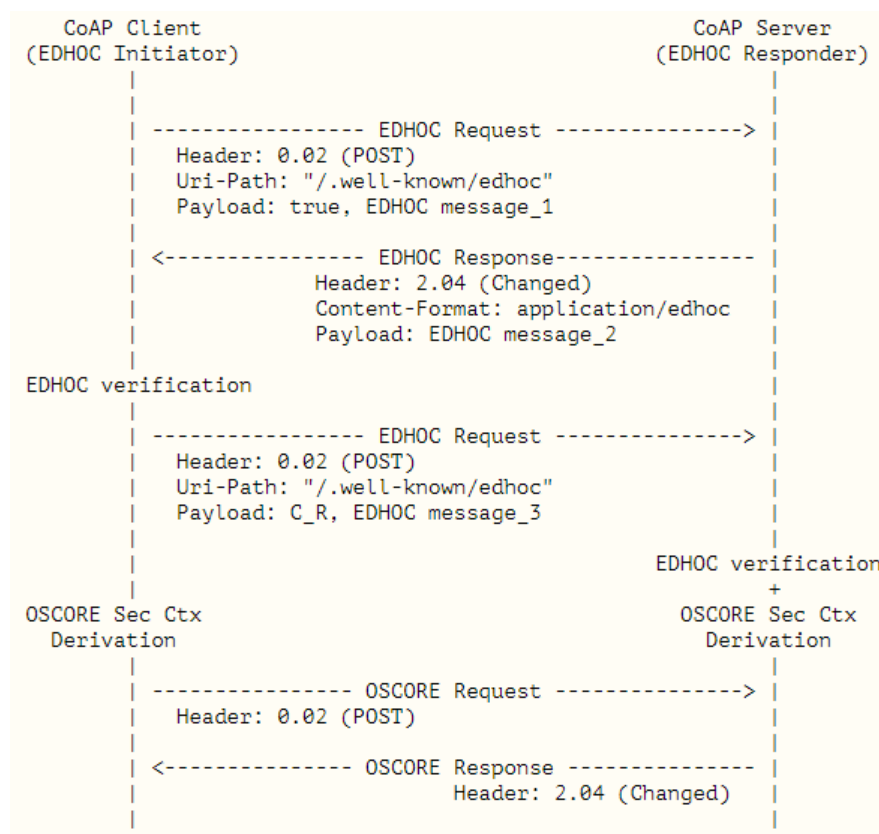 CoAP Client CoAP Server
(EDHOC Initiator) (EDHOC Responder)
| |
| |
| ----------------- EDHOC Request ---------------> |
| Header: 0.02 (POST) |
| Uri-Path: "/.well-known/edhoc" |
| Payload: true, EDHOC message_1 |
| |
| <---------------- EDHOC Response---------------- |
| Header: 2.04 (Changed) |
| Content-Format: application/edhoc |
| Payload: EDHOC message_2 |
| |
EDHOC verification |
| |
| ----------------- EDHOC Request ---------------> |
| Header: 0.02 (POST) |
| Uri-Path: "/.well-known/edhoc" |
| Payload: C_R, EDHOC message_3 |
| |
| EDHOC verification
| +
OSCORE Sec Ctx OSCORE Sec Ctx
Derivation Derivation
| |
| ---------------- OSCORE Request ---------------> |
| Header: 0.02 (POST) |
| |
| <--------------- OSCORE Response --------------- |
| Header: 2.04 (Changed) |
| |